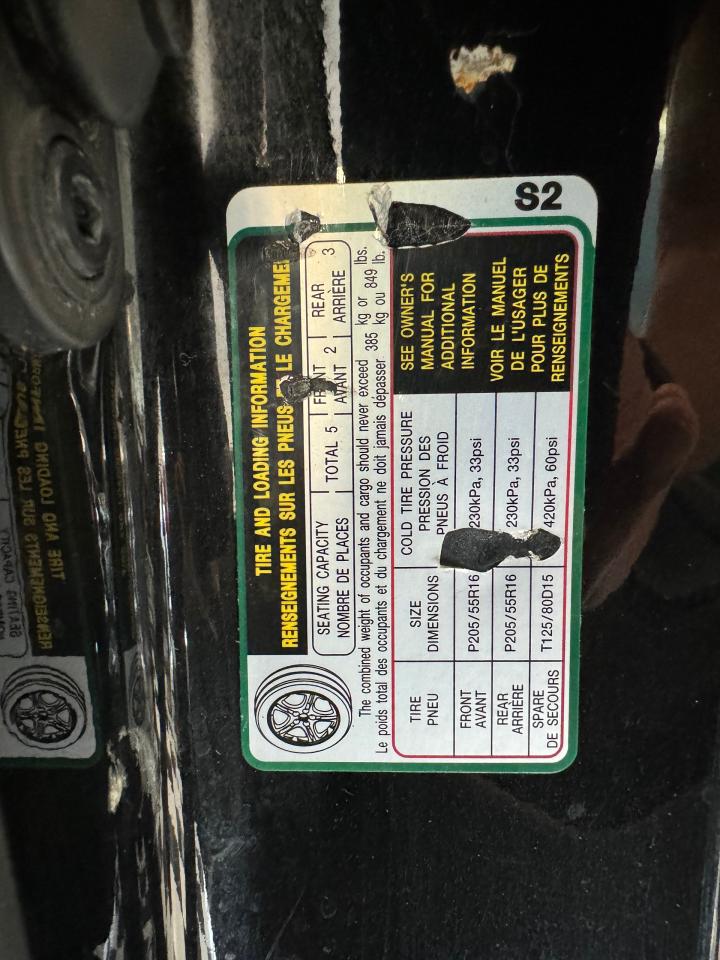 S2
TIRE AND LOADING INFORMATION
RENSEIGNEMENTS SUR LES PNEUS LE CHARGEME
SEATING CAPACITY TOTAL 5 2 REAR 3
NOMBRE DE PLACES AVANT ARRIÈRE
The combined weight of occupants and cargo should never exceed 385 kg or 849 lbs.
Le poids total des occupants et du chargement ne doit jamais dépasser 385 kg ou 849 lb.
TIRE SIZE COLD TIRE PRESSURE
PNEU DIMENSIONS PRESSION DES
PNEUS À FROID
FRONT P205/55R16 230kPa, 33psi
AVANT
REAR P205/55R16 230kPa, 33psi
ARRIÈRE
SPARE T125/80D15 420kPa, 60psi
DE SECOURS
SEE OWNER'S
MANUAL FOR
ADDITIONAL
INFORMATION
VOIR LE MANUEL
DE L'USAGER
POUR PLUS DE
RENSEIGNEMENTS